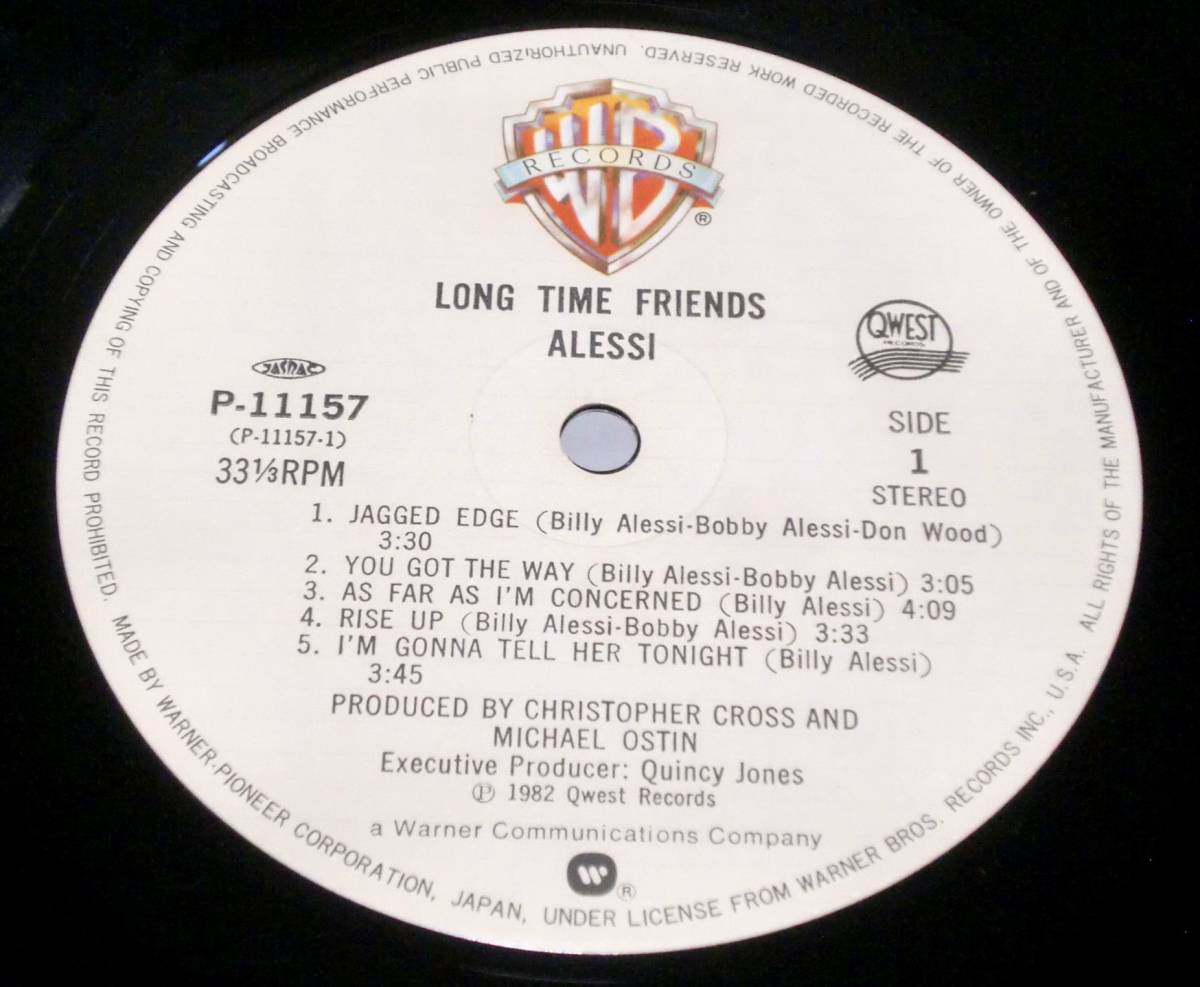 WB
RECORDS
®
LONG TIME FRIENDS
ALESSI
JASRAC
P-11157
(P-11157-1)
33⅓RPM
QWEST
RECORDS
SIDE
1
STEREO
1. JAGGED EDGE (Billy Alessi-Bobby Alessi-Don Wood)
3:30
2. YOU GOT THE WAY (Billy Alessi-Bobby Alessi) 3:05
3. AS FAR AS I'M CONCERNED (Billy Alessi) 4:09
4. RISE UP (Billy Alessi-Bobby Alessi) 3:33
5. I'M GONNA TELL HER TONIGHT (Billy Alessi)
3:45
PRODUCED BY CHRISTOPHER CROSS AND
MICHAEL OSTIN
Executive Producer: Quincy Jones
℗ 1982 Qwest Records
a Warner Communications Company
®
MADE BY WARNER-PIONEER CORPORATION, JAPAN, UNDER LICENSE FROM WARNER BROS. RECORDS INC., U.S.A. ALL RIGHTS OF THE MANUFACTURER AND OF THE OWNER OF THE RECORDED WORK RESERVED. UNAUTHORIZED PUBLIC PERFORMANCE BROADCASTING AND COPYING OF THIS RECORD PROHIBITED.